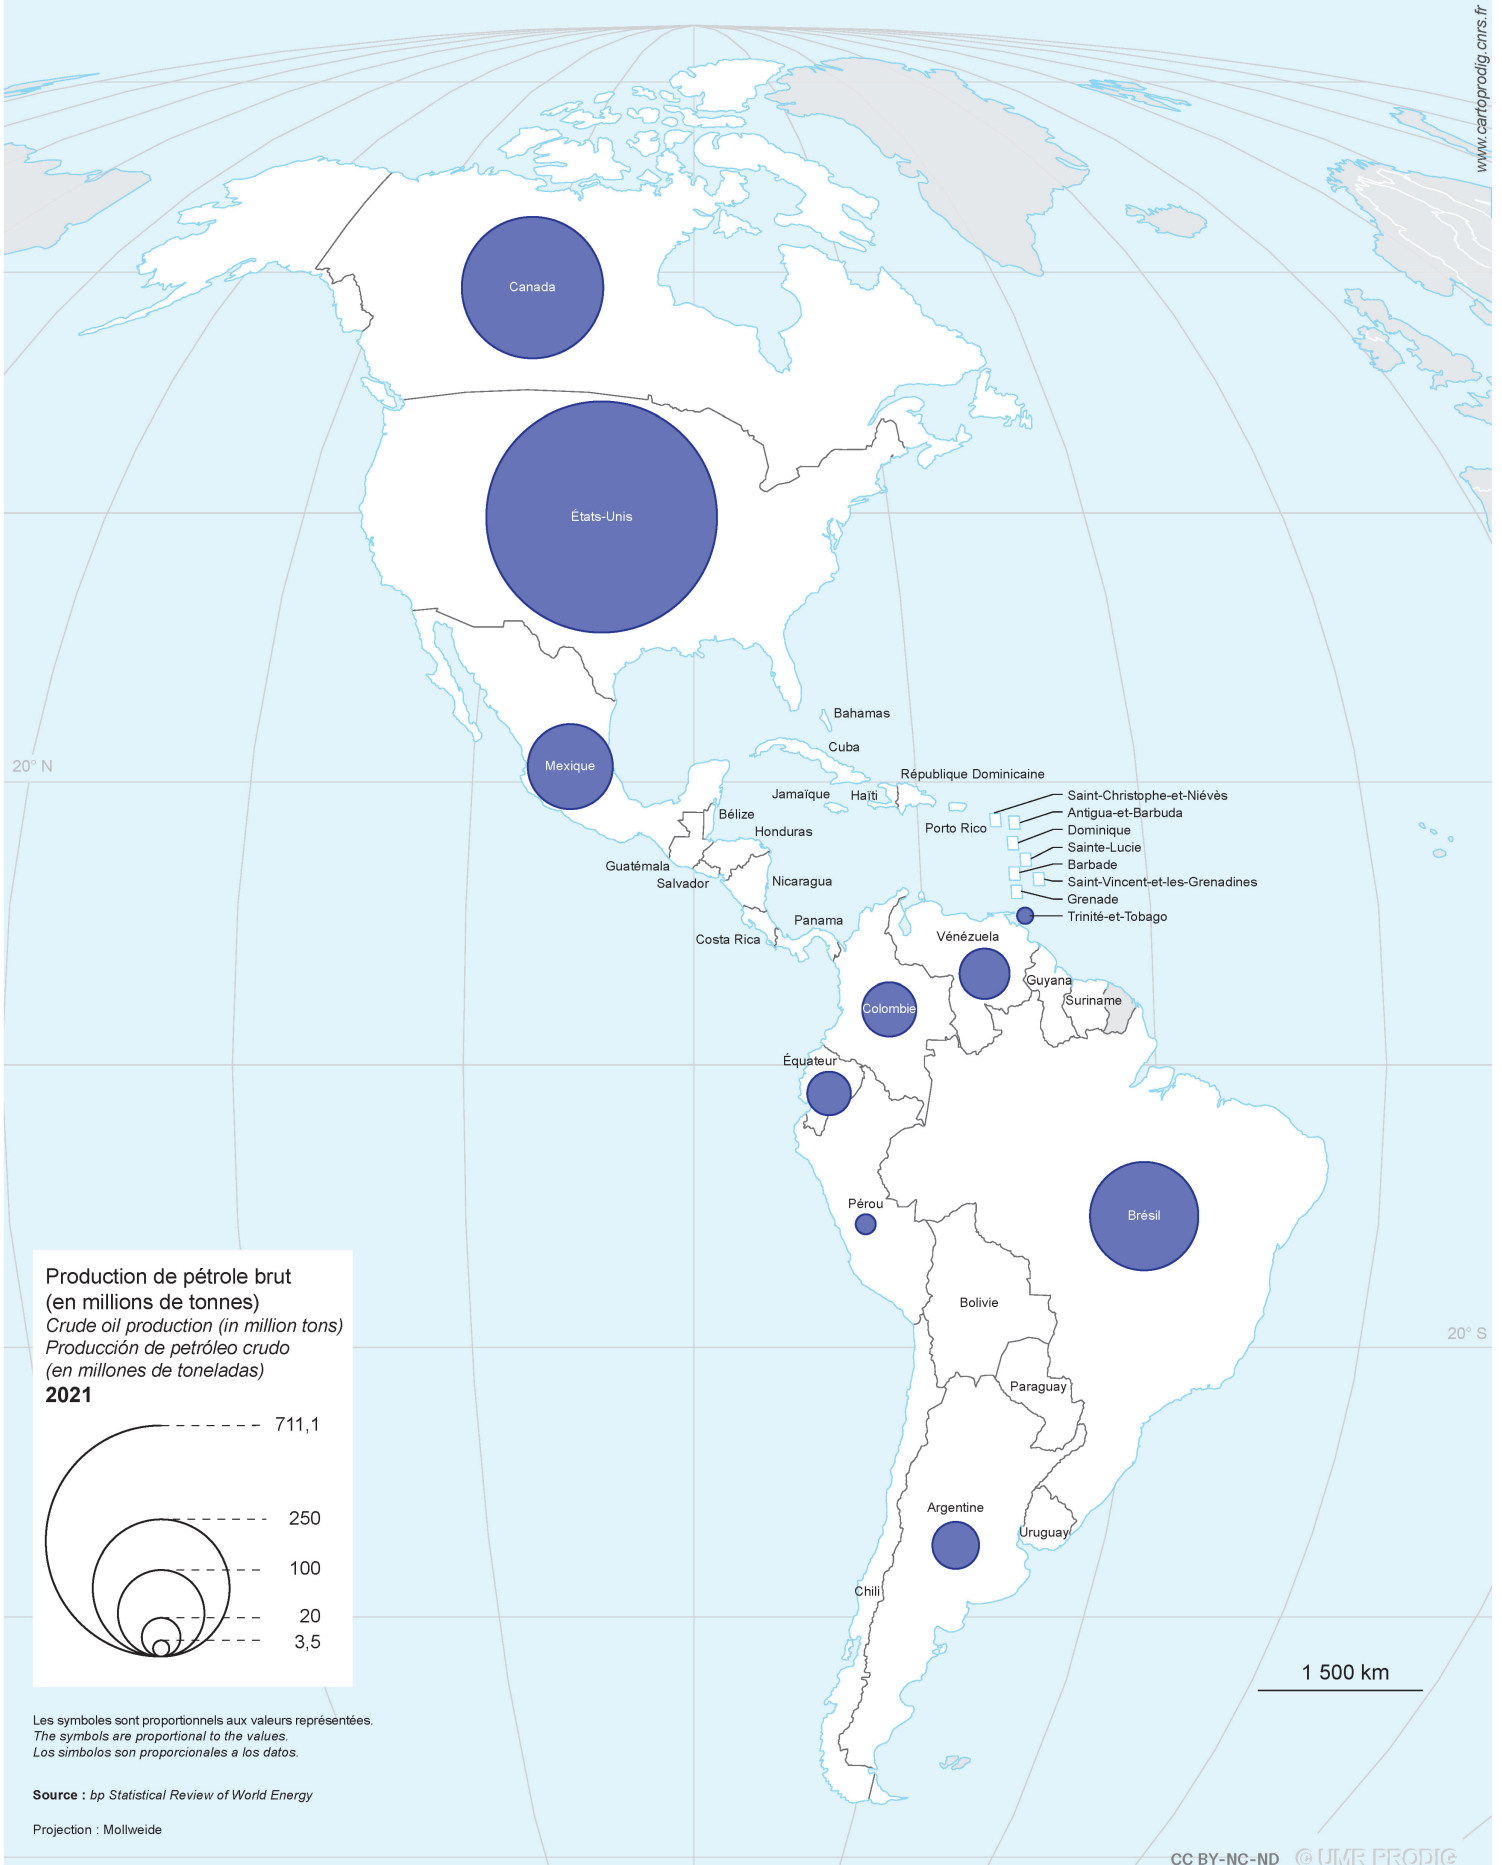 www.cartoprodig.cnrs.fr
Canada
États-Unis
Mexique
20° N
Bahamas
Cuba
République Dominicaine
Jamaïque
Haïti
Saint-Christophe-et-Niévès
Antigua-et-Barbuda
Bélize
Porto Rico
Dominique
Honduras
Sainte-Lucie
Guatémala
Barbade
Salvador
Nicaragua
Saint-Vincent-et-les-Grenadines
Grenade
Panama
Trinité-et-Tobago
Costa Rica
Vénézuela
Guyana
Suriname
Colombie
Équateur
Pérou
Brésil
Bolivie
20° S
Paraguay
Argentine
Uruguay
Chili
Production de pétrole brut
(en millions de tonnes)
Crude oil production (in million tons)
Producción de petróleo crudo
(en millones de toneladas)
2021
711,1
250
100
20
3,5
1 500 km
Les symboles sont proportionnels aux valeurs représentées.
The symbols are proportional to the values.
Los simbolos son proporcionales a los datos.
Source : bp Statistical Review of World Energy
Projection : Mollweide
CC BY-NC-ND © UMR PRODIG